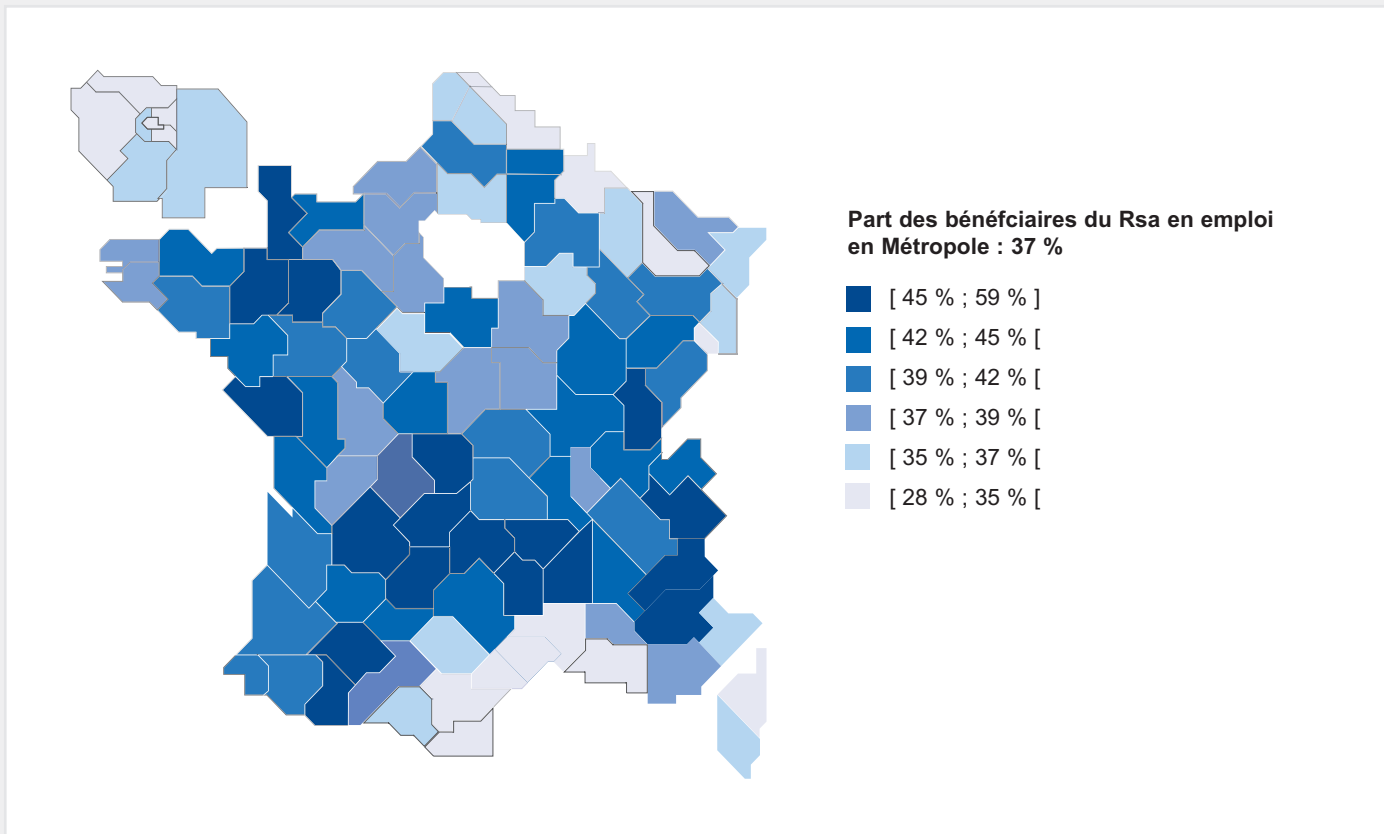 Part des bénéfciaires du Rsa en emploi
en Métropole : 37 %
[ 45 % ; 59 % ]
[ 42 % ; 45 % [
[ 39 % ; 42 % [
[ 37 % ; 39 % [
[ 35 % ; 37 % [
[ 28 % ; 35 % [